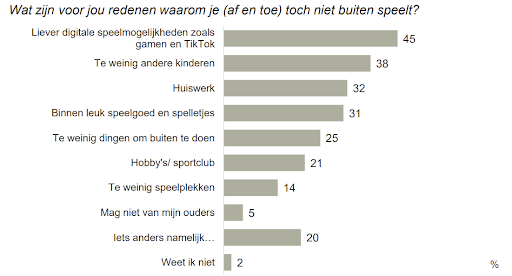 Wat zijn voor jou redenen waarom je (af en toe) toch niet buiten speelt?
Liever digitale speelmogelijkheden zoals
gamen en TikTok 45
Te weinig andere kinderen 38
Huiswerk 32
Binnen leuk speelgoed en spelletjes 31
Te weinig dingen om buiten te doen 25
Hobby's/ sportclub 21
Te weinig speelplekken 14
Mag niet van mijn ouders 5
Iets anders namelijk… 20
Weet ik niet 2
%